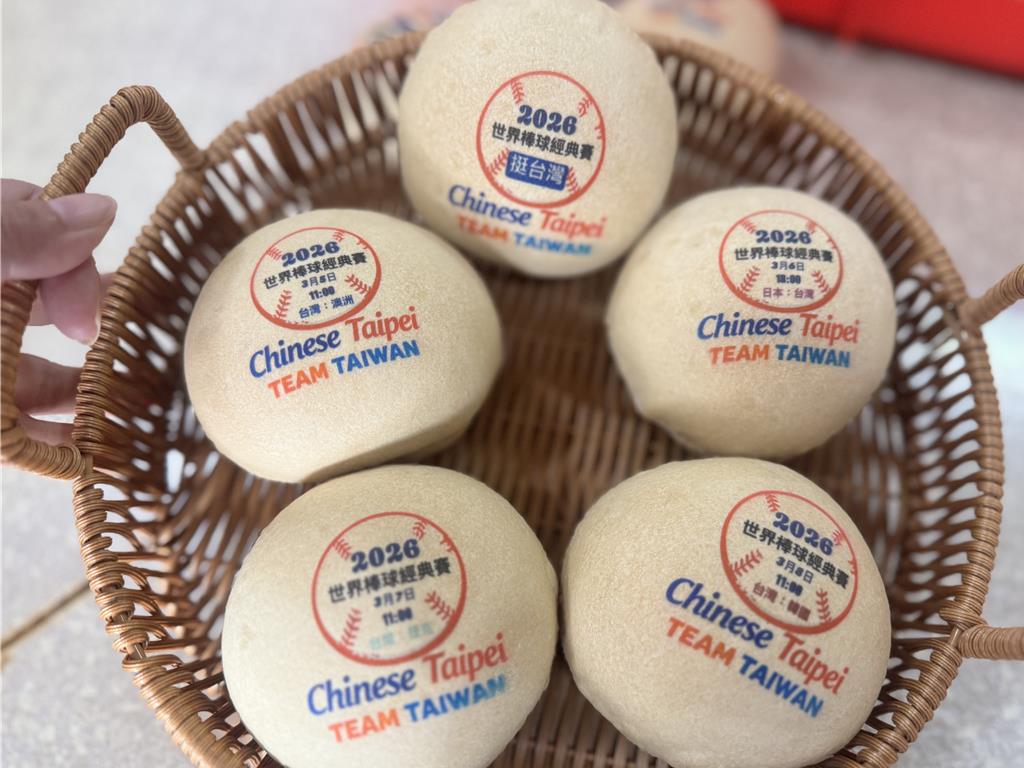 2026
世界棒球經典賽
挺台灣
Chinese Taipei
TEAM TAIWAN
2026
世界棒球經典賽
3月5日
11:00
台灣:澳洲
Chinese Taipei
TEAM TAIWAN
2026
世界棒球經典賽
3月6日
18:00
日本:台灣
Chinese Taipei
TEAM TAIWAN
2026
世界棒球經典賽
3月7日
11:00
Chinese Taipei
TEAM TAIWAN
2026
世界棒球經典賽
3月8日
11:00
台灣:韓國
Chinese Taipei
TEAM TAIWAN